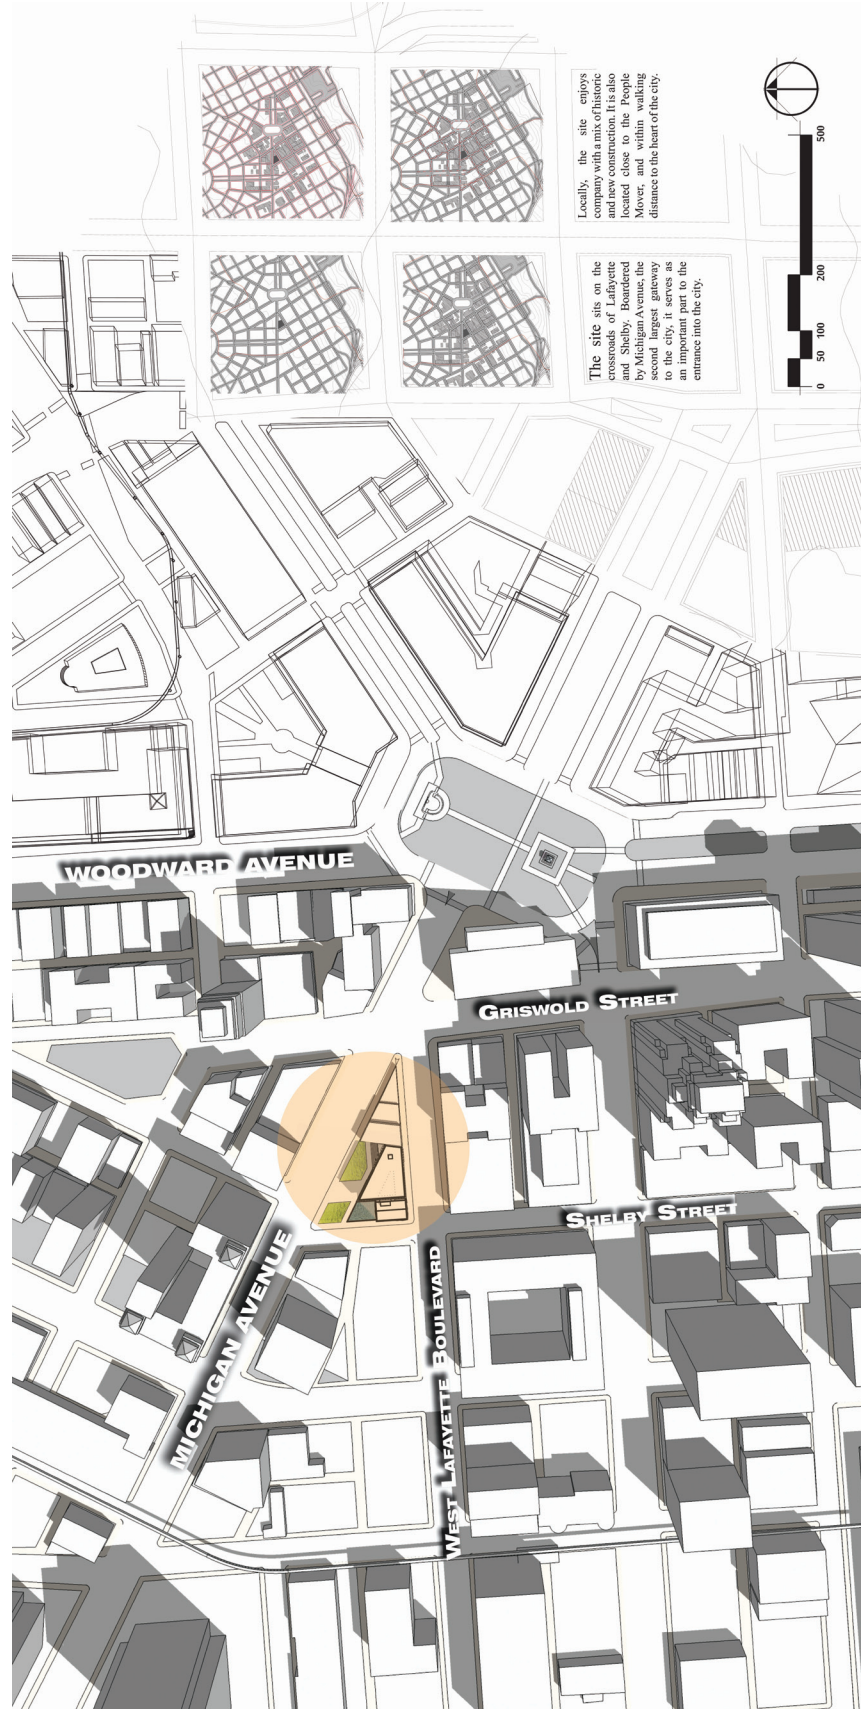 Locally, the site enjoys
company with a mix of historic
and new construction. It is also
located close to the People
Mover, and within walking
distance to the heart of the city.
The site sits on the
crossroads of Lafayette
and Shelby, Boardered
by Michigan Avenue, the
second largest gateway
to the city, it serves as
an important part to the
entrance into the city.
0 50 100 200 500
WOODWARD AVENUE
GRISWOLD STREET
SHELBY STREET
MICHIGAN AVENUE
WEST LAFAYETTE BOULEVARD